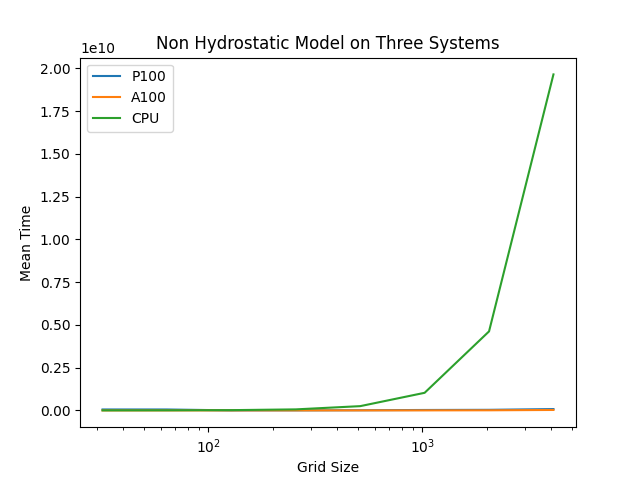 Non Hydrostatic Model on Three Systems
1e10
2.00
1.75
1.50
1.25
1.00
0.75
0.50
0.25
0.00
Mean Time
P100
A100
CPU
10²
10³
Grid Size